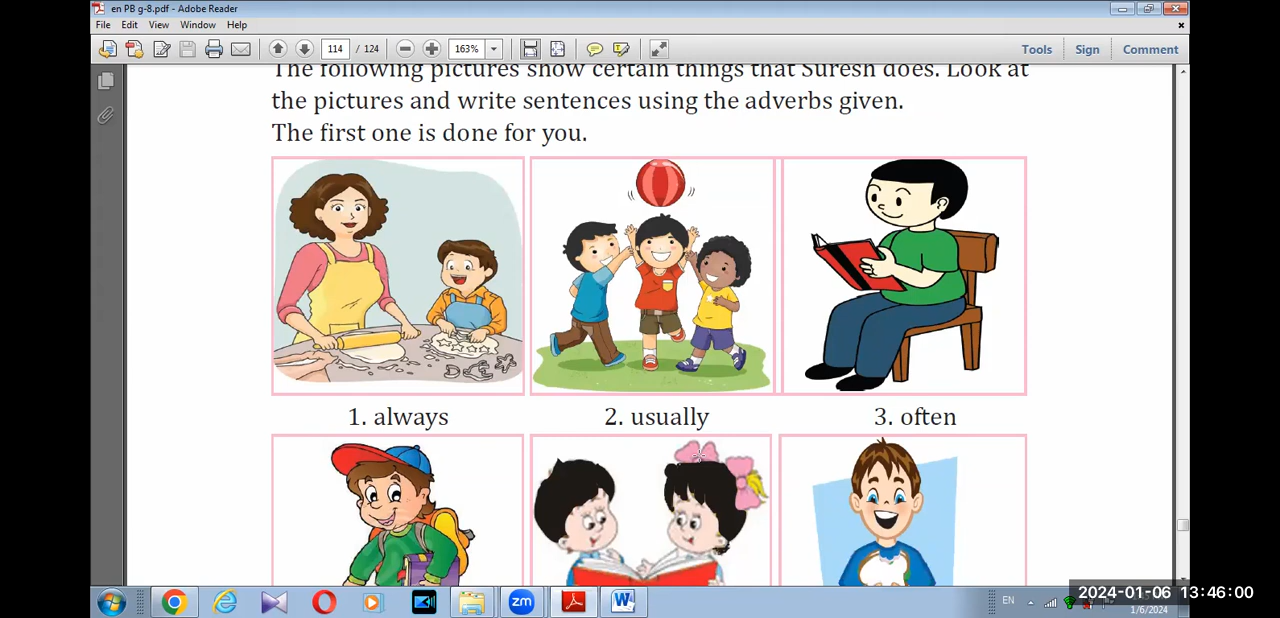 en PB g-8.pdf - Adobe Reader
File Edit View Window Help
114 / 124 163% Tools Sign Comment
The following pictures show certain things that Suresh does. Look at
the pictures and write sentences using the adverbs given.
The first one is done for you.
1. always 2. usually 3. often
EN
2024-01-06 13:46:00
1/6/2024